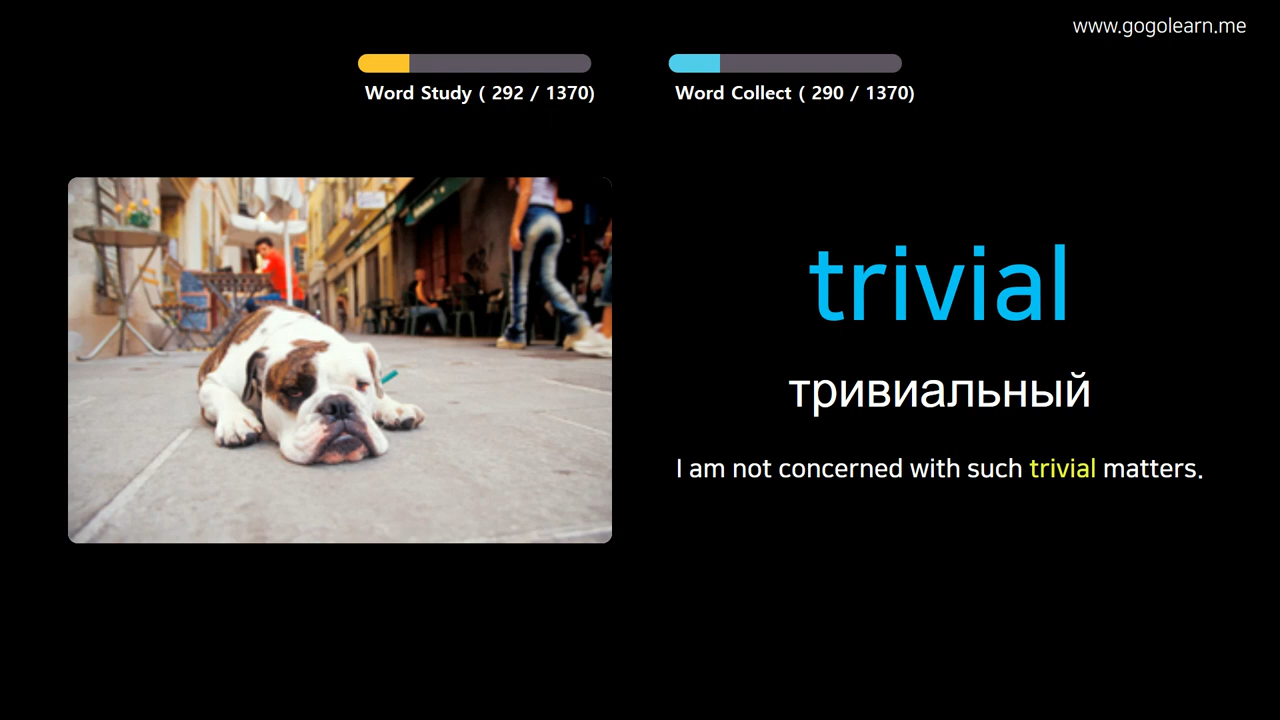 www.gogolearn.me
Word Study ( 292 / 1370)
Word Collect ( 290 / 1370)
trivial
тривиальный
I am not concerned with such trivial matters.